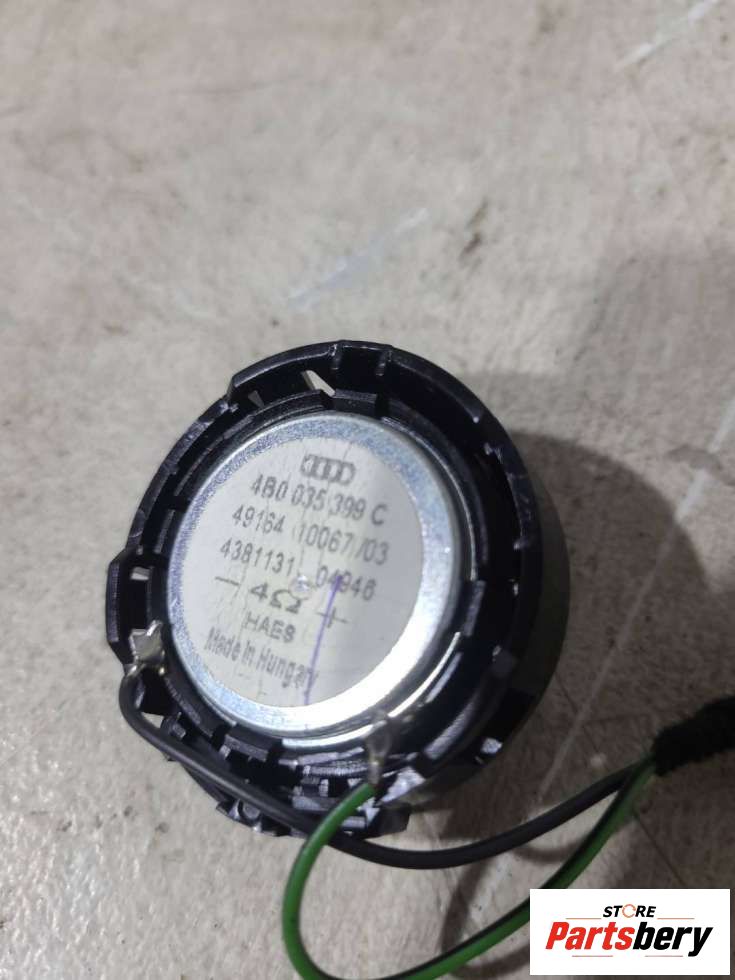 4B0 035 399 C
49164 10067 /03
4381131 04946
- 4Ω +
HAES
Made in Hungary
STORE
Partsbery